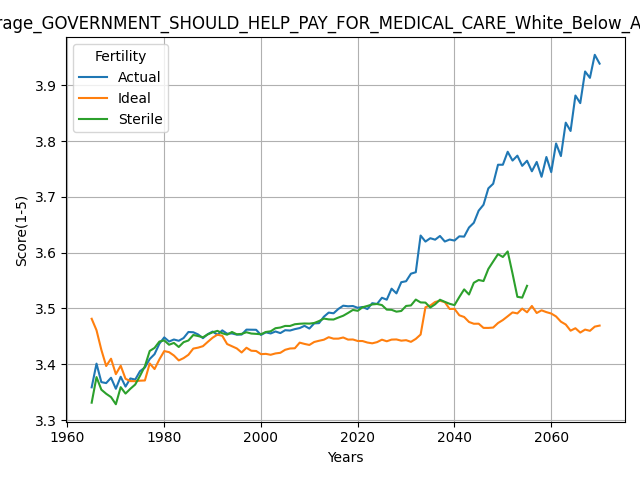 rage_GOVERNMENT_SHOULD_HELP_PAY_FOR_MEDICAL_CARE_White_Below_A
Fertility
Actual
Ideal
Sterile
Score(1-5)
3.9
3.8
3.7
3.6
3.5
3.4
3.3
1960 1980 2000 2020 2040 2060
Years